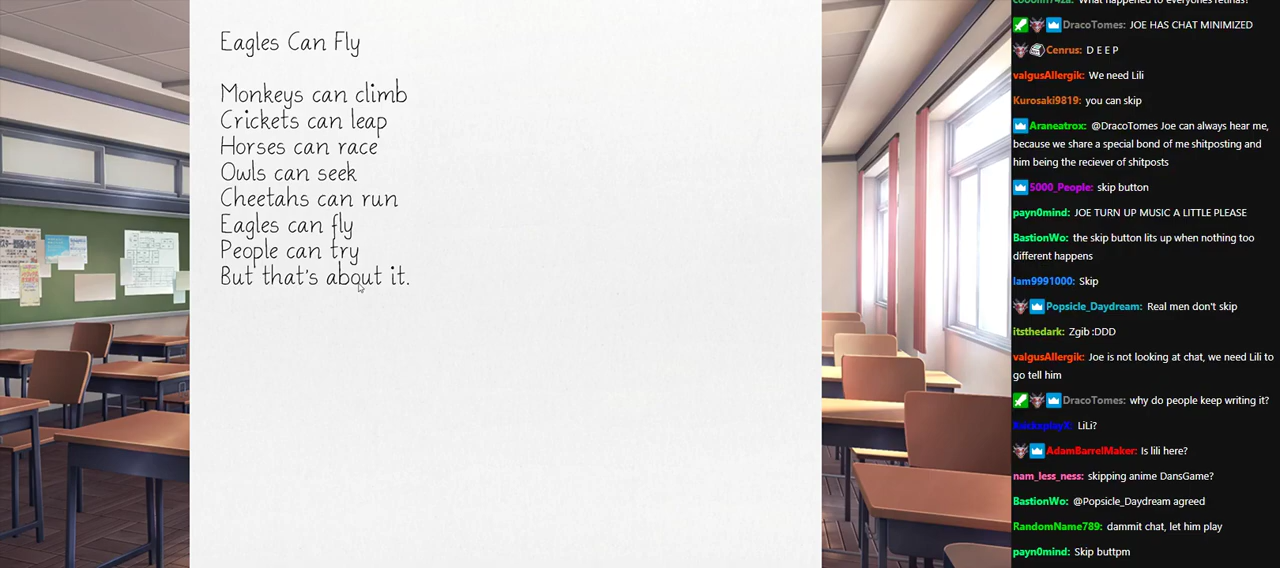 Eagles Can Fly
Monkeys can climb
Crickets can leap
Horses can race
Owls can seek
Cheetahs can run
Eagles can fly
People can try
But that's about it.
DracoTomes: JOE HAS CHAT MINIMIZED
Cenrus: D E E P
valgusAllergik: We need Lili
Kurosaki9819: you can skip
Araneatrox: @DracoTomes Joe can always hear me,
because we share a special bond of me shitposting and
him being the reciever of shitposts
5000_People: skip button
payn0mind: JOE TURN UP MUSIC A LITTLE PLEASE
BastionWo: the skip button lits up when nothing too
different happens
Iam9991000: Skip
Popsicle_Daydream: Real men don't skip
itsthedark: Zgib :DDD
valgusAllergik: Joe is not looking at chat, we need Lili to
go tell him
DracoTomes: why do people keep writing it?
LiLi?
AdamBarrelMaker: Is lili here?
nam_less_ness: skipping anime DansGame?
BastionWo: @Popsicle_Daydream agreed
RandomName789: dammit chat, let him play
payn0mind: Skip buttpm